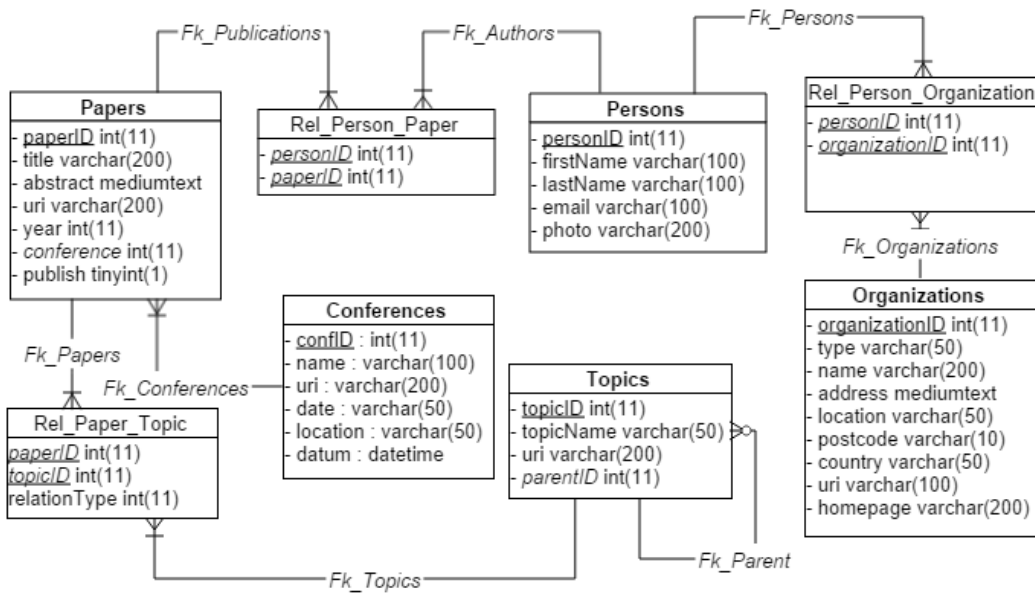 Fk_Publications
Fk_Authors
Fk_Persons
Papers
- paperID int(11)
- title varchar(200)
- abstract mediumtext
- uri varchar(200)
- year int(11)
- conference int(11)
- publish tinyint(1)
Rel_Person_Paper
- personID int(11)
- paperID int(11)
Persons
- personID int(11)
- firstName varchar(100)
- lastName varchar(100)
- email varchar(100)
- photo varchar(200)
Rel_Person_Organization
- personID int(11)
- organizationID int(11)
Fk_Organizations
Fk_Papers
Fk_Conferences
Conferences
- confID : int(11)
- name : varchar(100)
- uri : varchar(200)
- date : varchar(50)
- location : varchar(50)
- datum : datetime
Organizations
- organizationID int(11)
- type varchar(50)
- name varchar(200)
- address mediumtext
- location varchar(50)
- postcode varchar(10)
- country varchar(50)
- uri varchar(100)
- homepage varchar(200)
Rel_Paper_Topic
paperID int(11)
topicID int(11)
relationType int(11)
Topics
- topicID int(11)
- topicName varchar(50)
- uri varchar(200)
- parentID int(11)
Fk_Parent
Fk_Topics